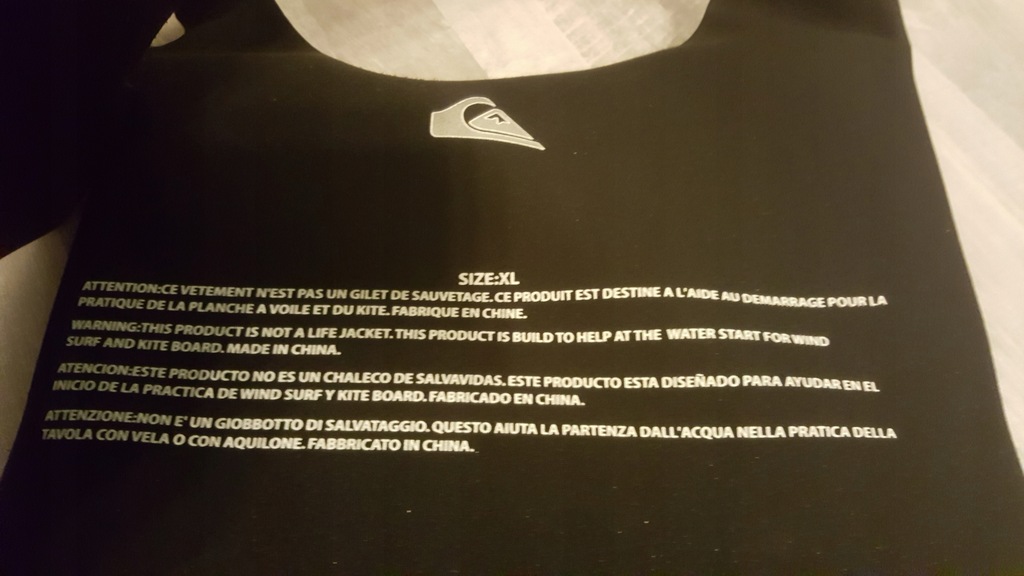 SIZE:XL
ATTENTION:CE VETEMENT N'EST PAS UN GILET DE SAUVETAGE. CE PRODUIT EST DESTINE A L'AIDE AU DEMARRAGE POUR LA
PRATIQUE DE LA PLANCHE A VOILE ET DU KITE. FABRIQUE EN CHINE.
WARNING:THIS PRODUCT IS NOT A LIFE JACKET. THIS PRODUCT IS BUILD TO HELP AT THE WATER START FOR WIND
SURF AND KITE BOARD. MADE IN CHINA.
ATENCION:ESTE PRODUCTO NO ES UN CHALECO DE SALVAVIDAS. ESTE PRODUCTO ESTA DISEÑADO PARA AYUDAR EN EL
INICIO DE LA PRACTICA DE WIND SURF Y KITE BOARD. FABRICADO EN CHINA.
ATTENZIONE:NON E' UN GIOBBOTTO DI SALVATAGGIO. QUESTO AIUTA LA PARTENZA DALL'ACQUA NELLA PRATICA DELLA
TAVOLA CON VELA O CON AQUILONE. FABBRICATO IN CHINA.